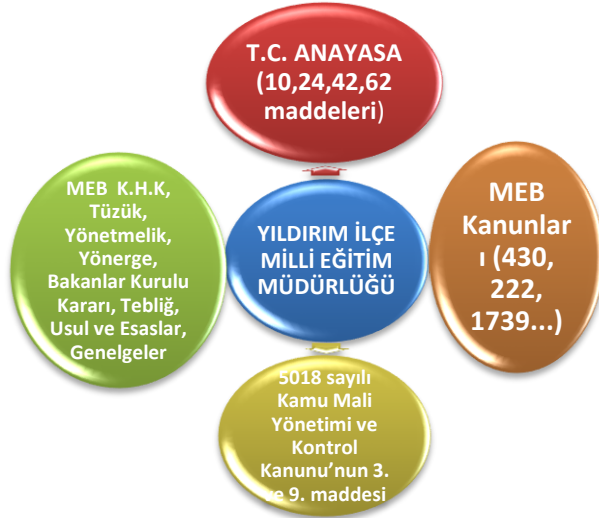 T.C. ANAYASA
(10,24,42,62
maddeleri)
MEB K.H.K,
Tüzük,
Yönetmelik,
Yönerge,
Bakanlar Kurulu
Kararı, Tebliğ,
Usul ve Esaslar,
Genelgeler
YILDIRIM İLÇE
MİLLİ EĞİTİM
MÜDÜRLÜĞÜ
MEB
Kanunlar
ı (430,
222,
1739...)
5018 sayılı
Kamu Mali
Yönetimi ve
Kontrol
Kanunu’nun 3.
ve 9. maddesi